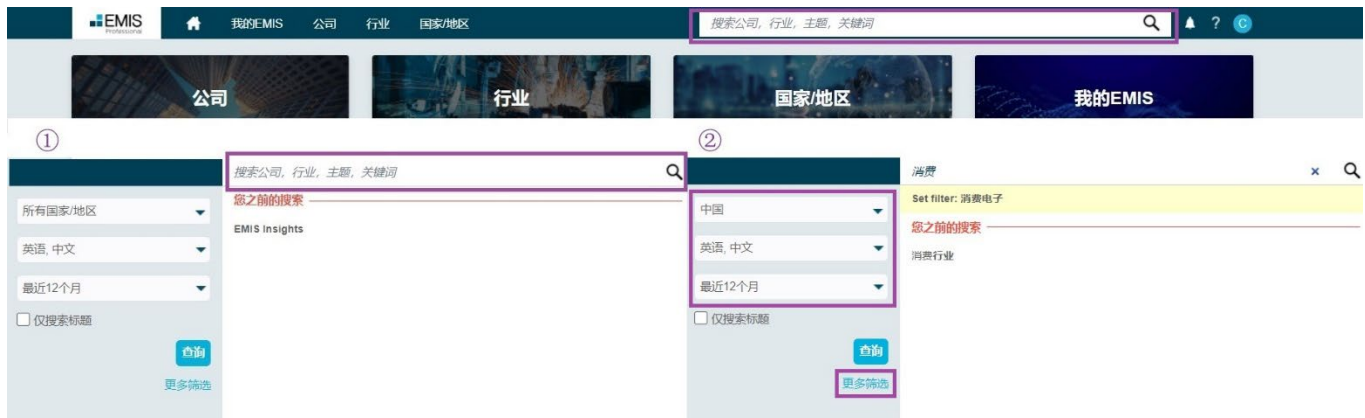 EMIS
Professional
我的EMIS 公司 行业 国家/地区
搜索公司, 行业, 主题, 关键词
? C
公司 行业 国家/地区 我的EMIS
①
搜索公司, 行业, 主题, 关键词
所有国家/地区
您之前的搜索
EMIS Insights
英语, 中文
最近12个月
仅搜索标题
查询
更多筛选
②
消费 ×
中国
Set filter: 消费电子
您之前的搜索
英语, 中文
消费行业
最近12个月
仅搜索标题
查询
更多筛选